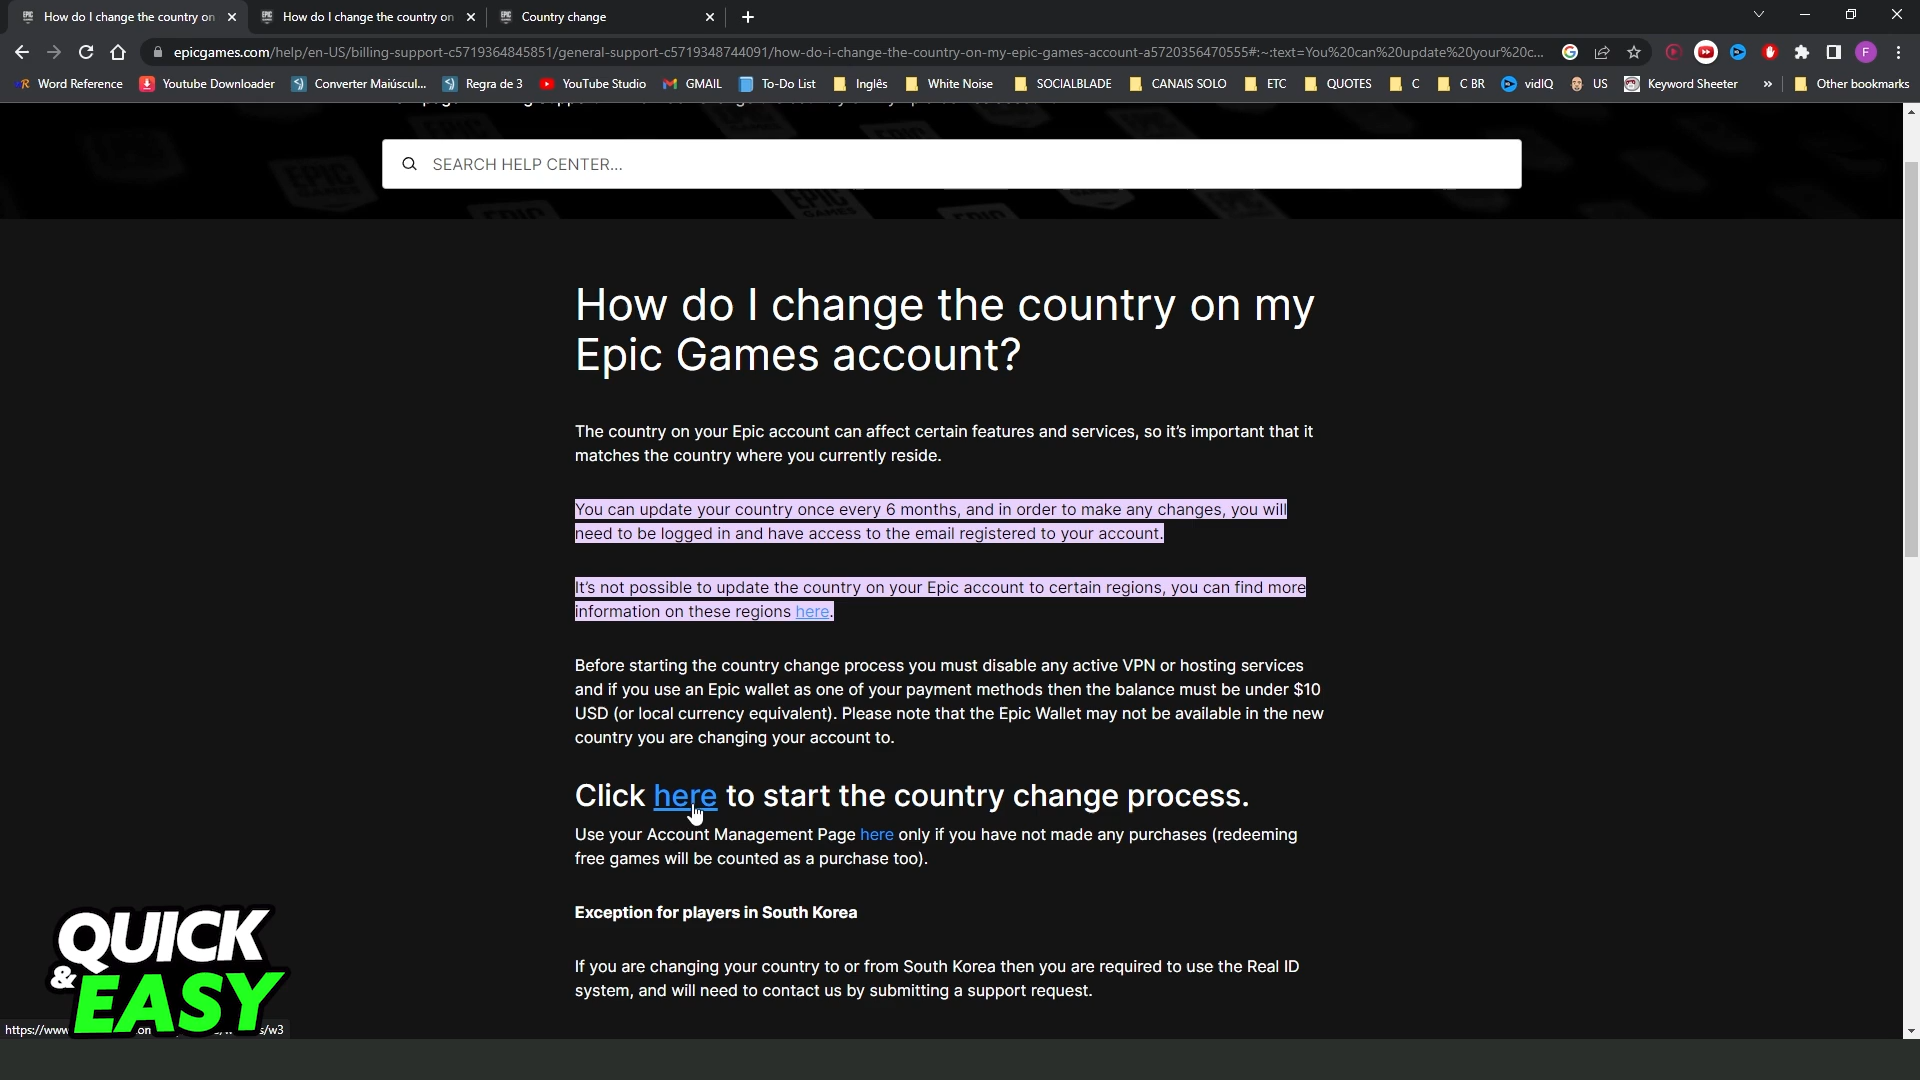 How do I change the country on
How do I change the country on
Country change
epicgames.com/help/en-US/billing-support-c5719364845851/general-support-c5719348744091/how-do-i-change-the-country-on-my-epic-games-account-a5720356470555#:~:text=You%20can%20update%20your%20c...
Word Reference
Youtube Downloader
Converter Maiúscul...
Regra de 3
YouTube Studio
GMAIL
To-Do List
Inglês
White Noise
SOCIALBLADE
CANAIS SOLO
ETC
QUOTES
C
C BR
vidIQ
US
Keyword Sheeter
»
Other bookmarks
SEARCH HELP CENTER...
How do I change the country on my
Epic Games account?
The country on your Epic account can affect certain features and services, so it's important that it
matches the country where you currently reside.
You can update your country once every 6 months, and in order to make any changes, you will
need to be logged in and have access to the email registered to your account.
It's not possible to update the country on your Epic account to certain regions, you can find more
information on these regions here.
Before starting the country change process you must disable any active VPN or hosting services
and if you use an Epic wallet as one of your payment methods then the balance must be under $10
USD (or local currency equivalent). Please note that the Epic Wallet may not be available in the new
country you are changing your account to.
Click here to start the country change process.
Use your Account Management Page here only if you have not made any purchases (redeeming
free games will be counted as a purchase too).
Exception for players in South Korea
If you are changing your country to or from South Korea then you are required to use the Real ID
system, and will need to contact us by submitting a support request.
QUICK
& EASY
https://www